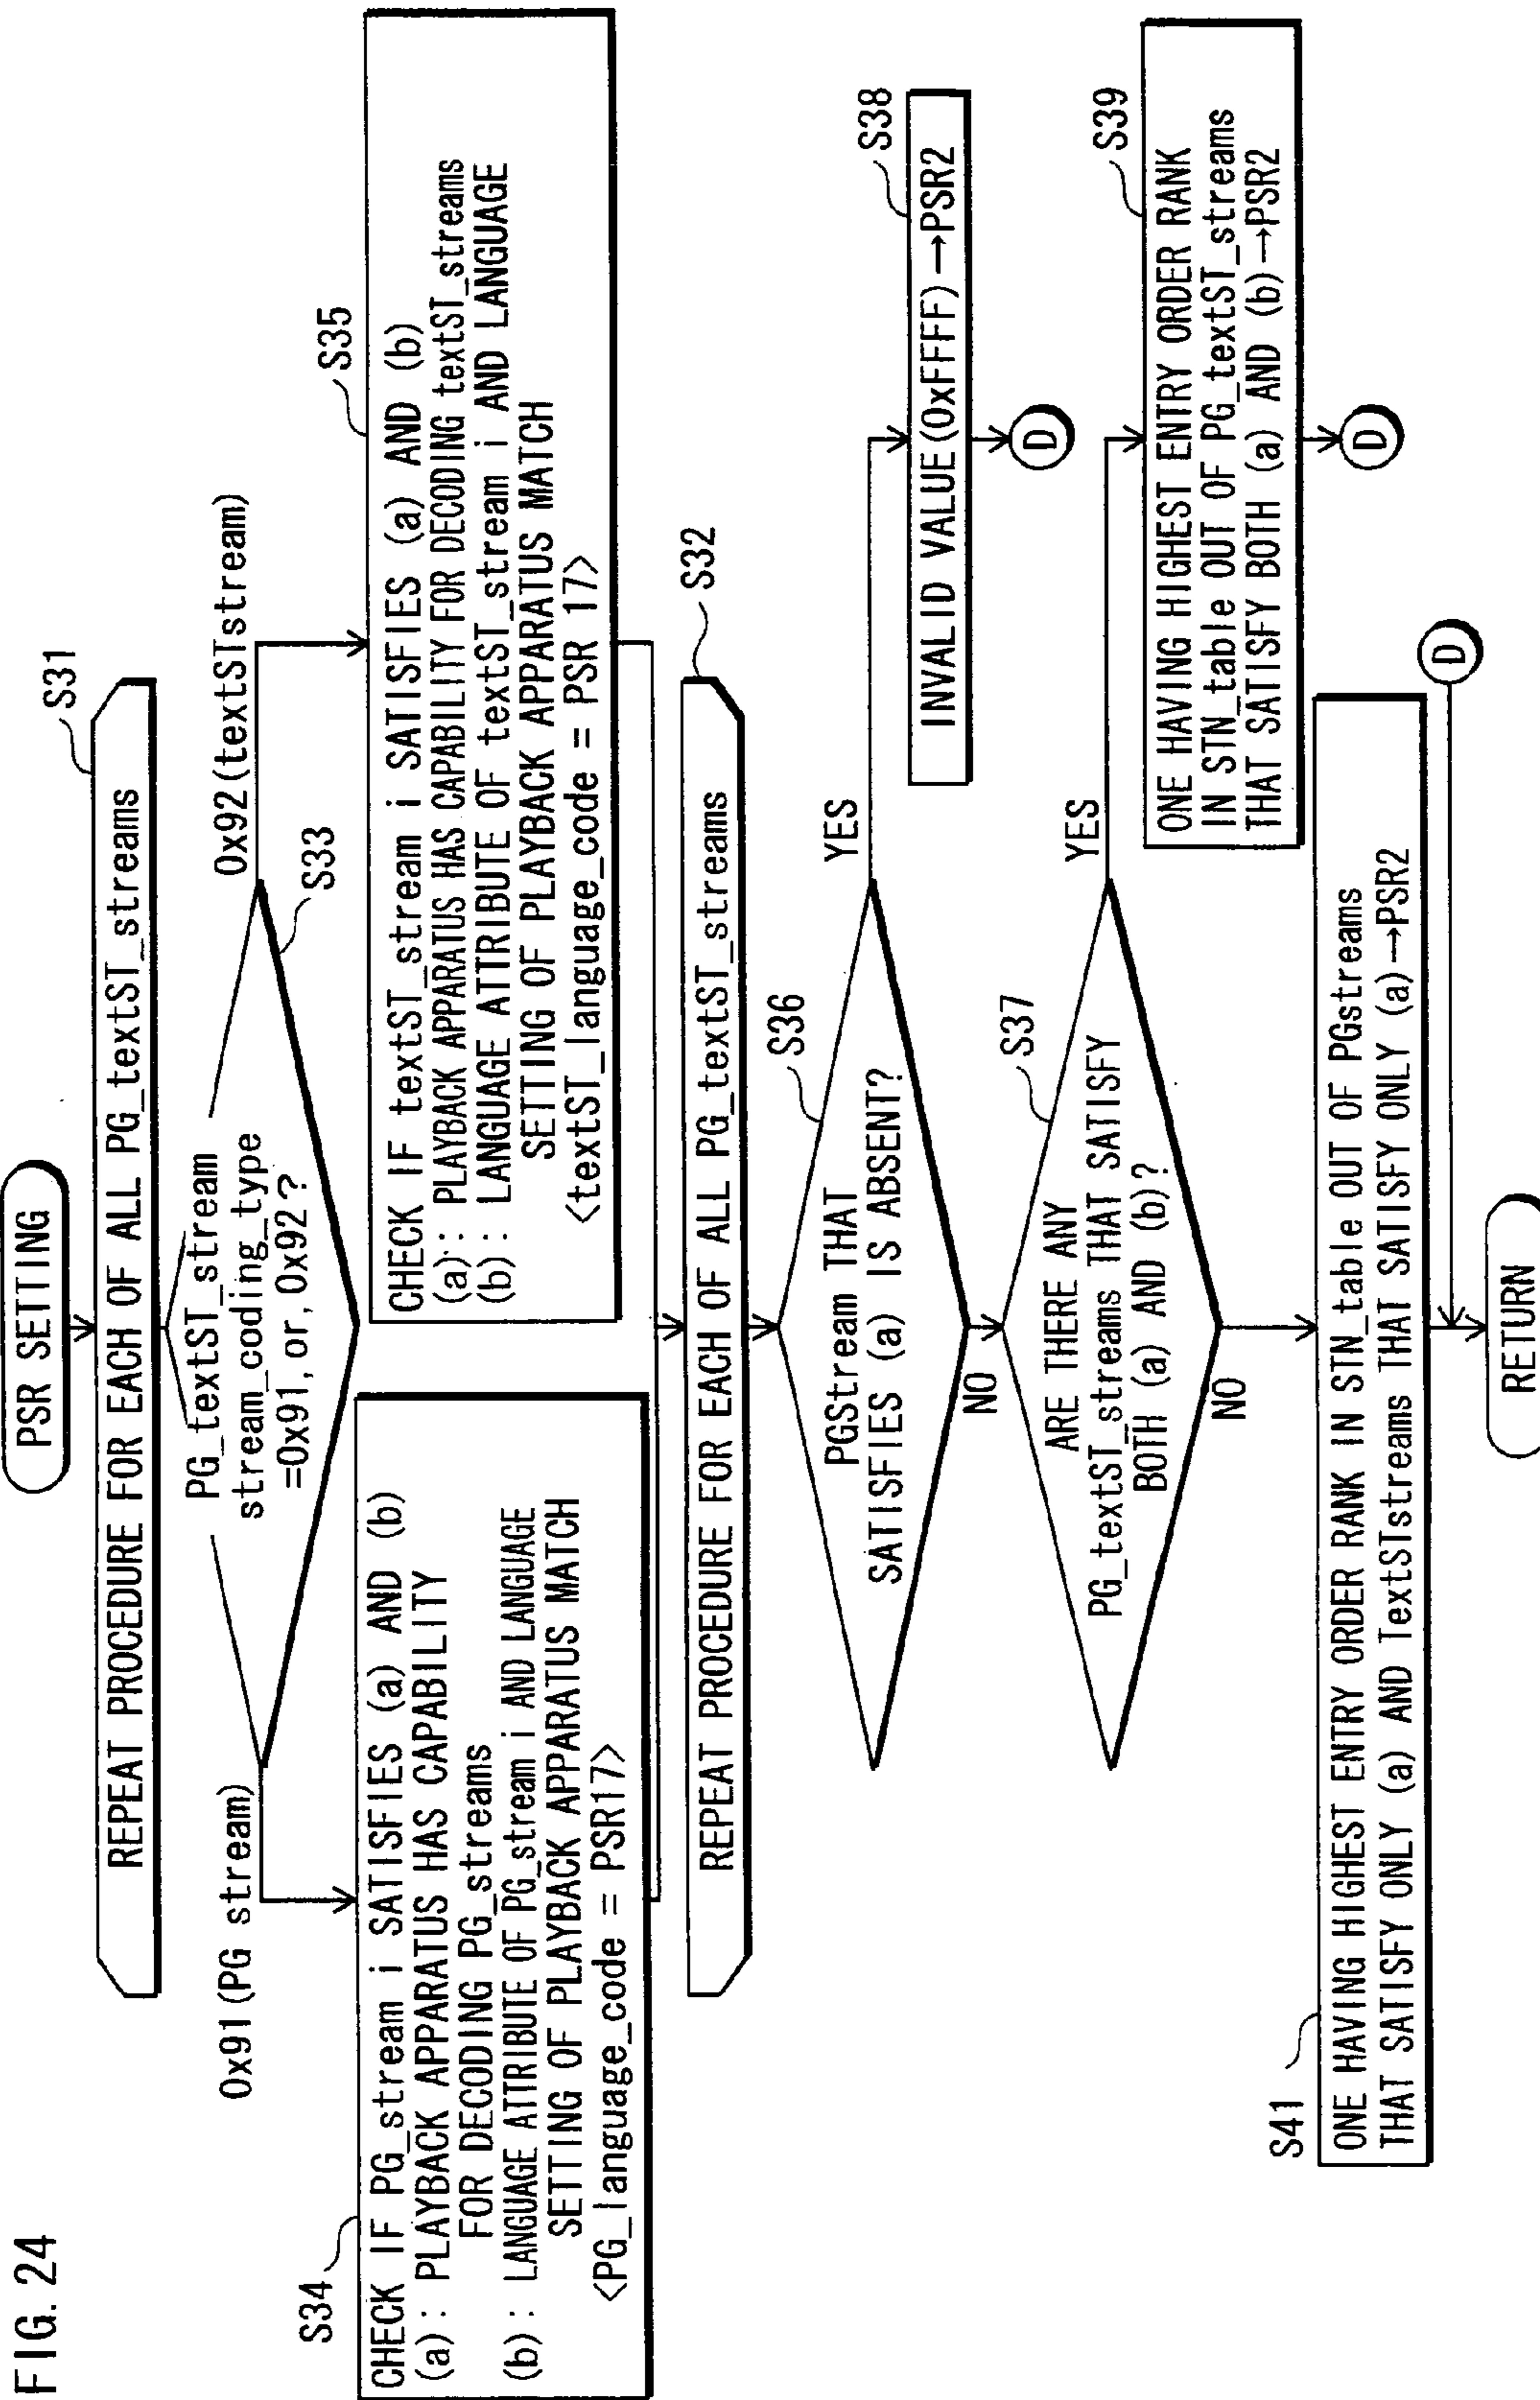 FIG. 24
PSR SETTING
S31
REPEAT PROCEDURE FOR EACH OF ALL PG_textST_streams
PG_textST_stream
stream_coding_type
=0x91, or, 0x92?
S33
0x91(PG stream)
0x92(textSTstream)
S34
CHECK IF PG_stream i SATISFIES (a) AND (b)
(a): PLAYBACK APPARATUS HAS CAPABILITY
FOR DECODING PG_streams
(b): LANGUAGE ATTRIBUTE OF PG_stream i AND LANGUAGE
SETTING OF PLAYBACK APPARATUS MATCH
<PG_language_code = PSR17>
S35
CHECK IF textST_stream i SATISFIES (a) AND (b)
(a): PLAYBACK APPARATUS HAS CAPABILITY FOR DECODING textST_streams
(b): LANGUAGE ATTRIBUTE OF textST_stream i AND LANGUAGE
SETTING OF PLAYBACK APPARATUS MATCH
<textST_language_code = PSR 17>
S32
REPEAT PROCEDURE FOR EACH OF ALL PG_textST_streams
S36
PGStream THAT
SATISFIES (a) IS ABSENT?
YES
NO
S38
INVALID VALUE(0xFFFF)→PSR2
D
S37
ARE THERE ANY
PG_textST_streams THAT SATISFY
BOTH (a) AND (b)?
YES
NO
S39
ONE HAVING HIGHEST ENTRY ORDER RANK
IN STN_table OUT OF PG_textST_streams
THAT SATISFY BOTH (a) AND (b)→PSR2
D
S41
ONE HAVING HIGHEST ENTRY ORDER RANK IN STN_table OUT OF PGstreams
THAT SATISFY ONLY (a) AND TextSTstreams THAT SATISFY ONLY (a)→PSR2
D
RETURN